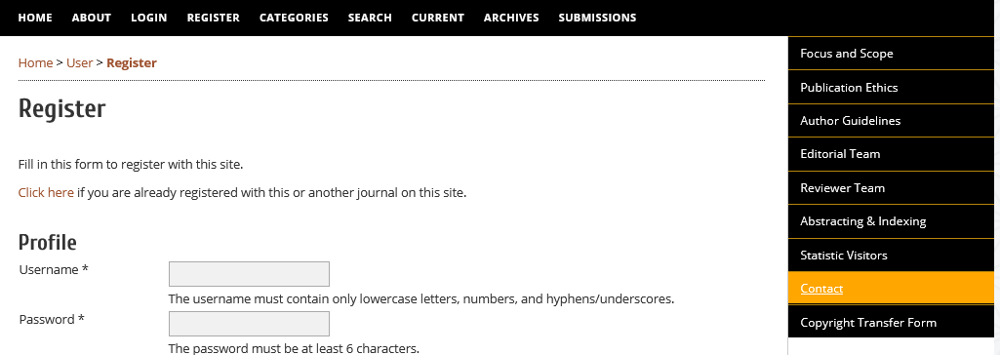 HOME ABOUT LOGIN REGISTER CATEGORIES SEARCH CURRENT ARCHIVES SUBMISSIONS
Home > User > Register
Register
Fill in this form to register with this site.
Click here if you are already registered with this or another journal on this site.
Profile
Username *
The username must contain only lowercase letters, numbers, and hyphens/underscores.
Password *
The password must be at least 6 characters.
Focus and Scope
Publication Ethics
Author Guidelines
Editorial Team
Reviewer Team
Abstracting & Indexing
Statistic Visitors
Contact
Copyright Transfer Form